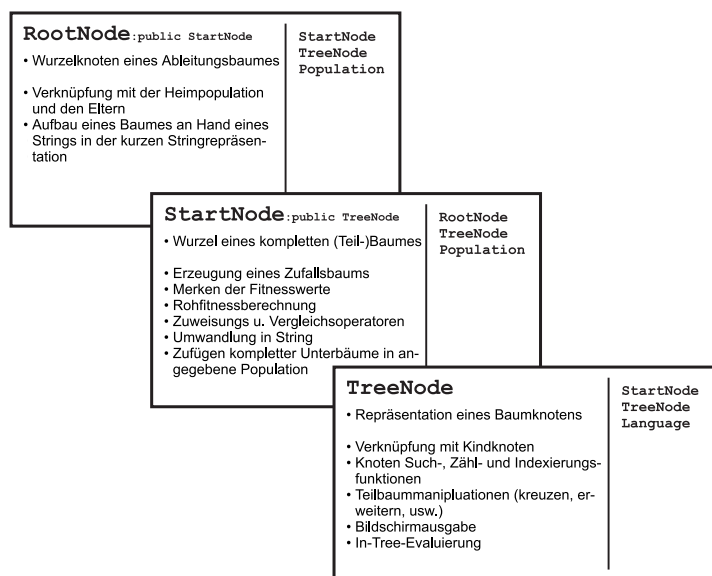 RootNode:public StartNode
• Wurzelknoten eines Ableitungsbaumes
• Verknüpfung mit der Heimpopulation
und den Eltern
• Aufbau eines Baumes an Hand eines
Strings in der kurzen Stringrepräsen-
tation
StartNode
TreeNode
Population
StartNode:public TreeNode
• Wurzel eines kompletten (Teil-)Baumes
• Erzeugung eines Zufallsbaums
• Merken der Fitnesswerte
• Rohfitnessberechnung
• Zuweisungs u. Vergleichsoperatoren
• Umwandlung in String
• Zufügen kompletter Unterbäume in an-
gegebene Population
RootNode
TreeNode
Population
TreeNode
• Repräsentation eines Baumknotens
• Verknüpfung mit Kindknoten
• Knoten Such-, Zähl- und Indexierungs-
funktionen
• Teilbaummanipluationen (kreuzen, er-
weitern, usw.)
• Bildschirmausgabe
• In-Tree-Evaluierung
StartNode
TreeNode
Language